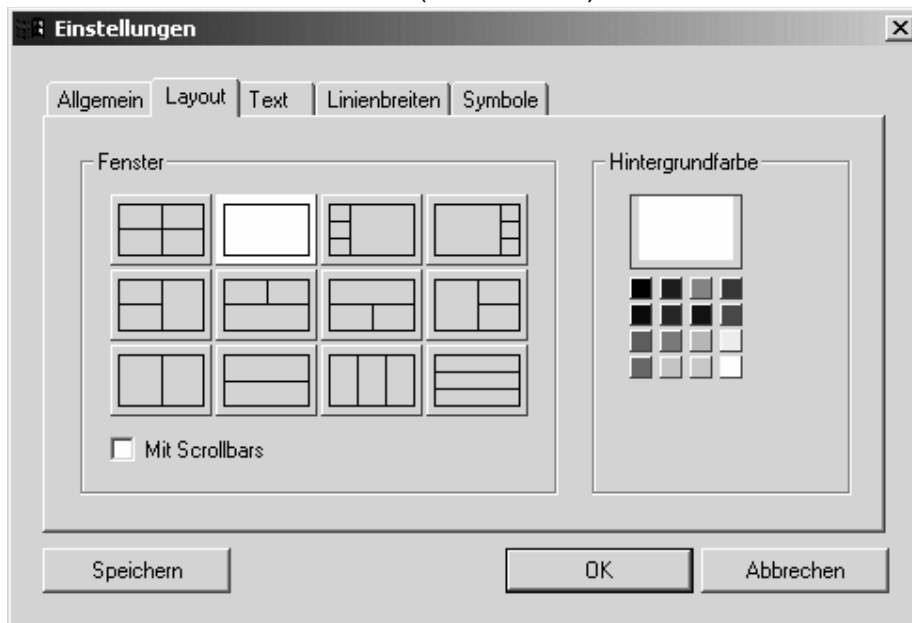 Einstellungen
Allgemein Layout Text Linienbreiten Symbole
Fenster Hintergrundfarbe
Mit Scrollbars
Speichern OK Abbrechen